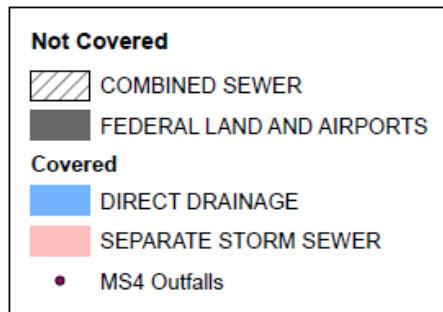 Not Covered
COMBINED SEWER
FEDERAL LAND AND AIRPORTS
Covered
DIRECT DRAINAGE
SEPARATE STORM SEWER
MS4 Outfalls